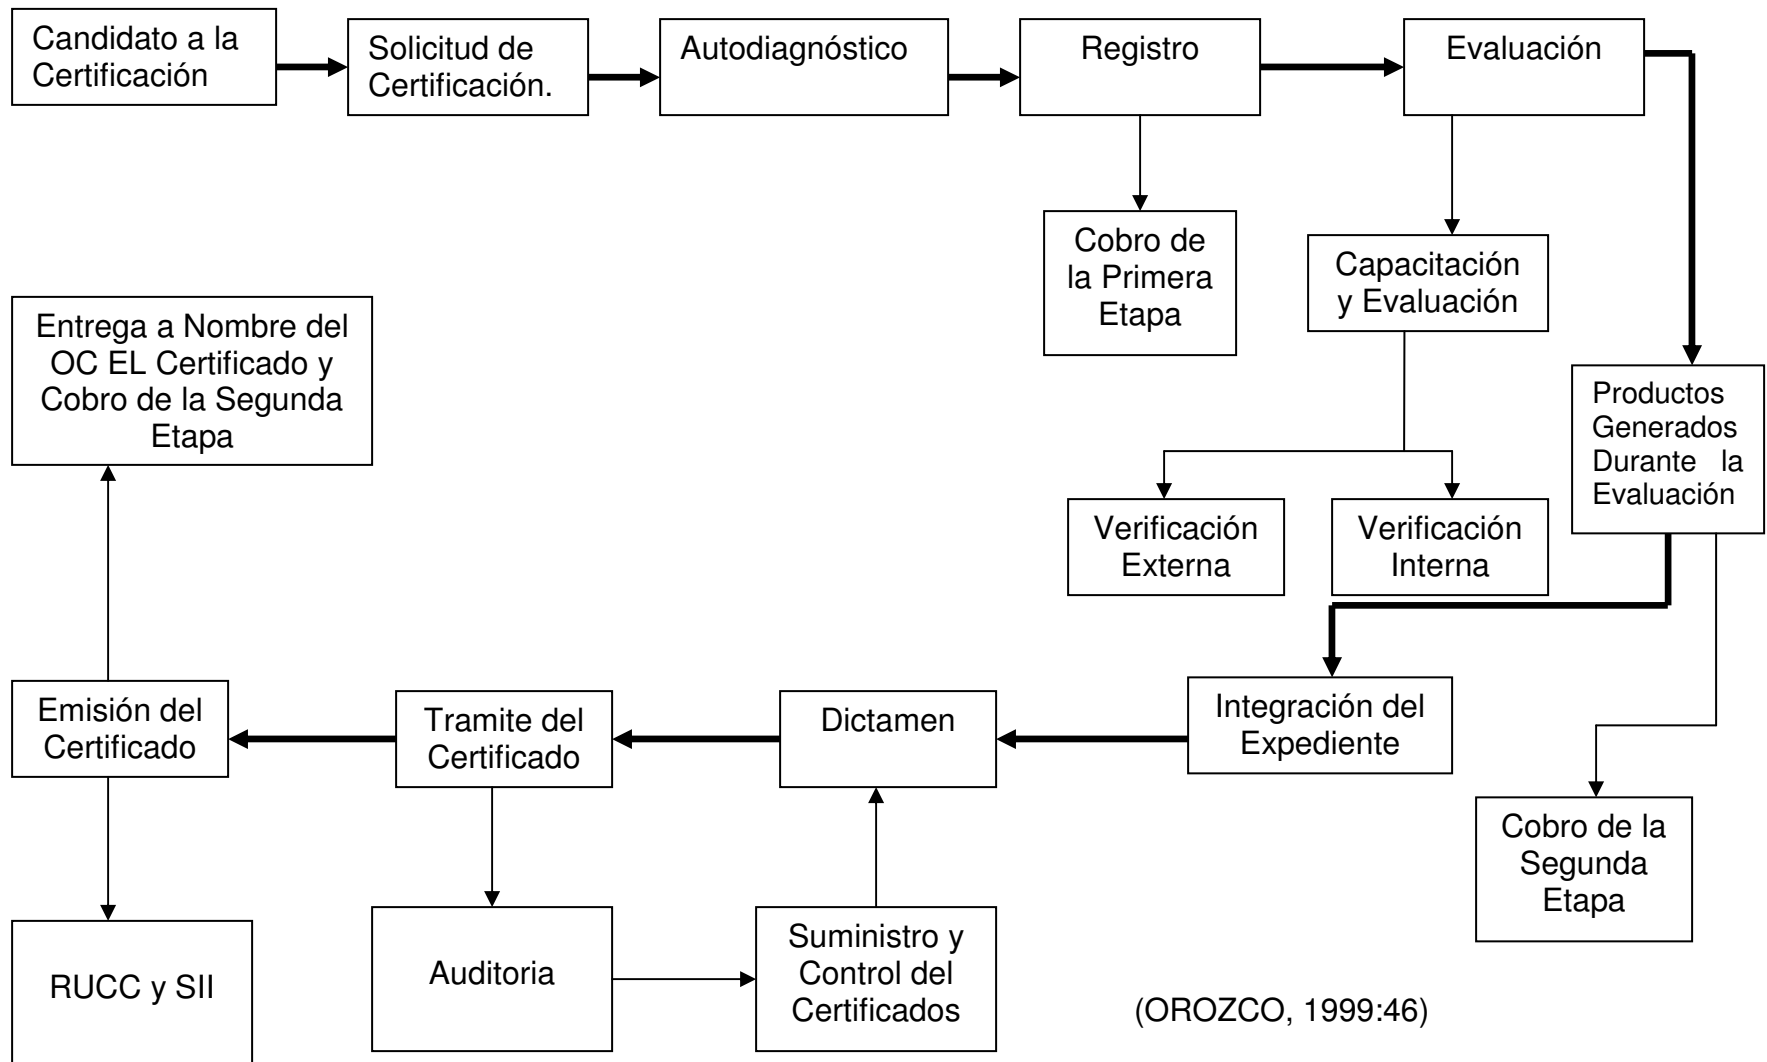 Candidato a la
Certificación
Solicitud de
Certificación.
Autodiagnóstico
Registro
Evaluación
Cobro de
la Primera
Etapa
Capacitación
y Evaluación
Entrega a Nombre del
OC EL Certificado y
Cobro de la Segunda
Etapa
Productos
Generados
Durante la
Evaluación
Verificación
Externa
Verificación
Interna
Emisión del
Certificado
Tramite del
Certificado
Dictamen
Integración del
Expediente
Cobro de la
Segunda
Etapa
RUCC y SII
Auditoria
Suministro y
Control del
Certificados
(OROZCO, 1999:46)